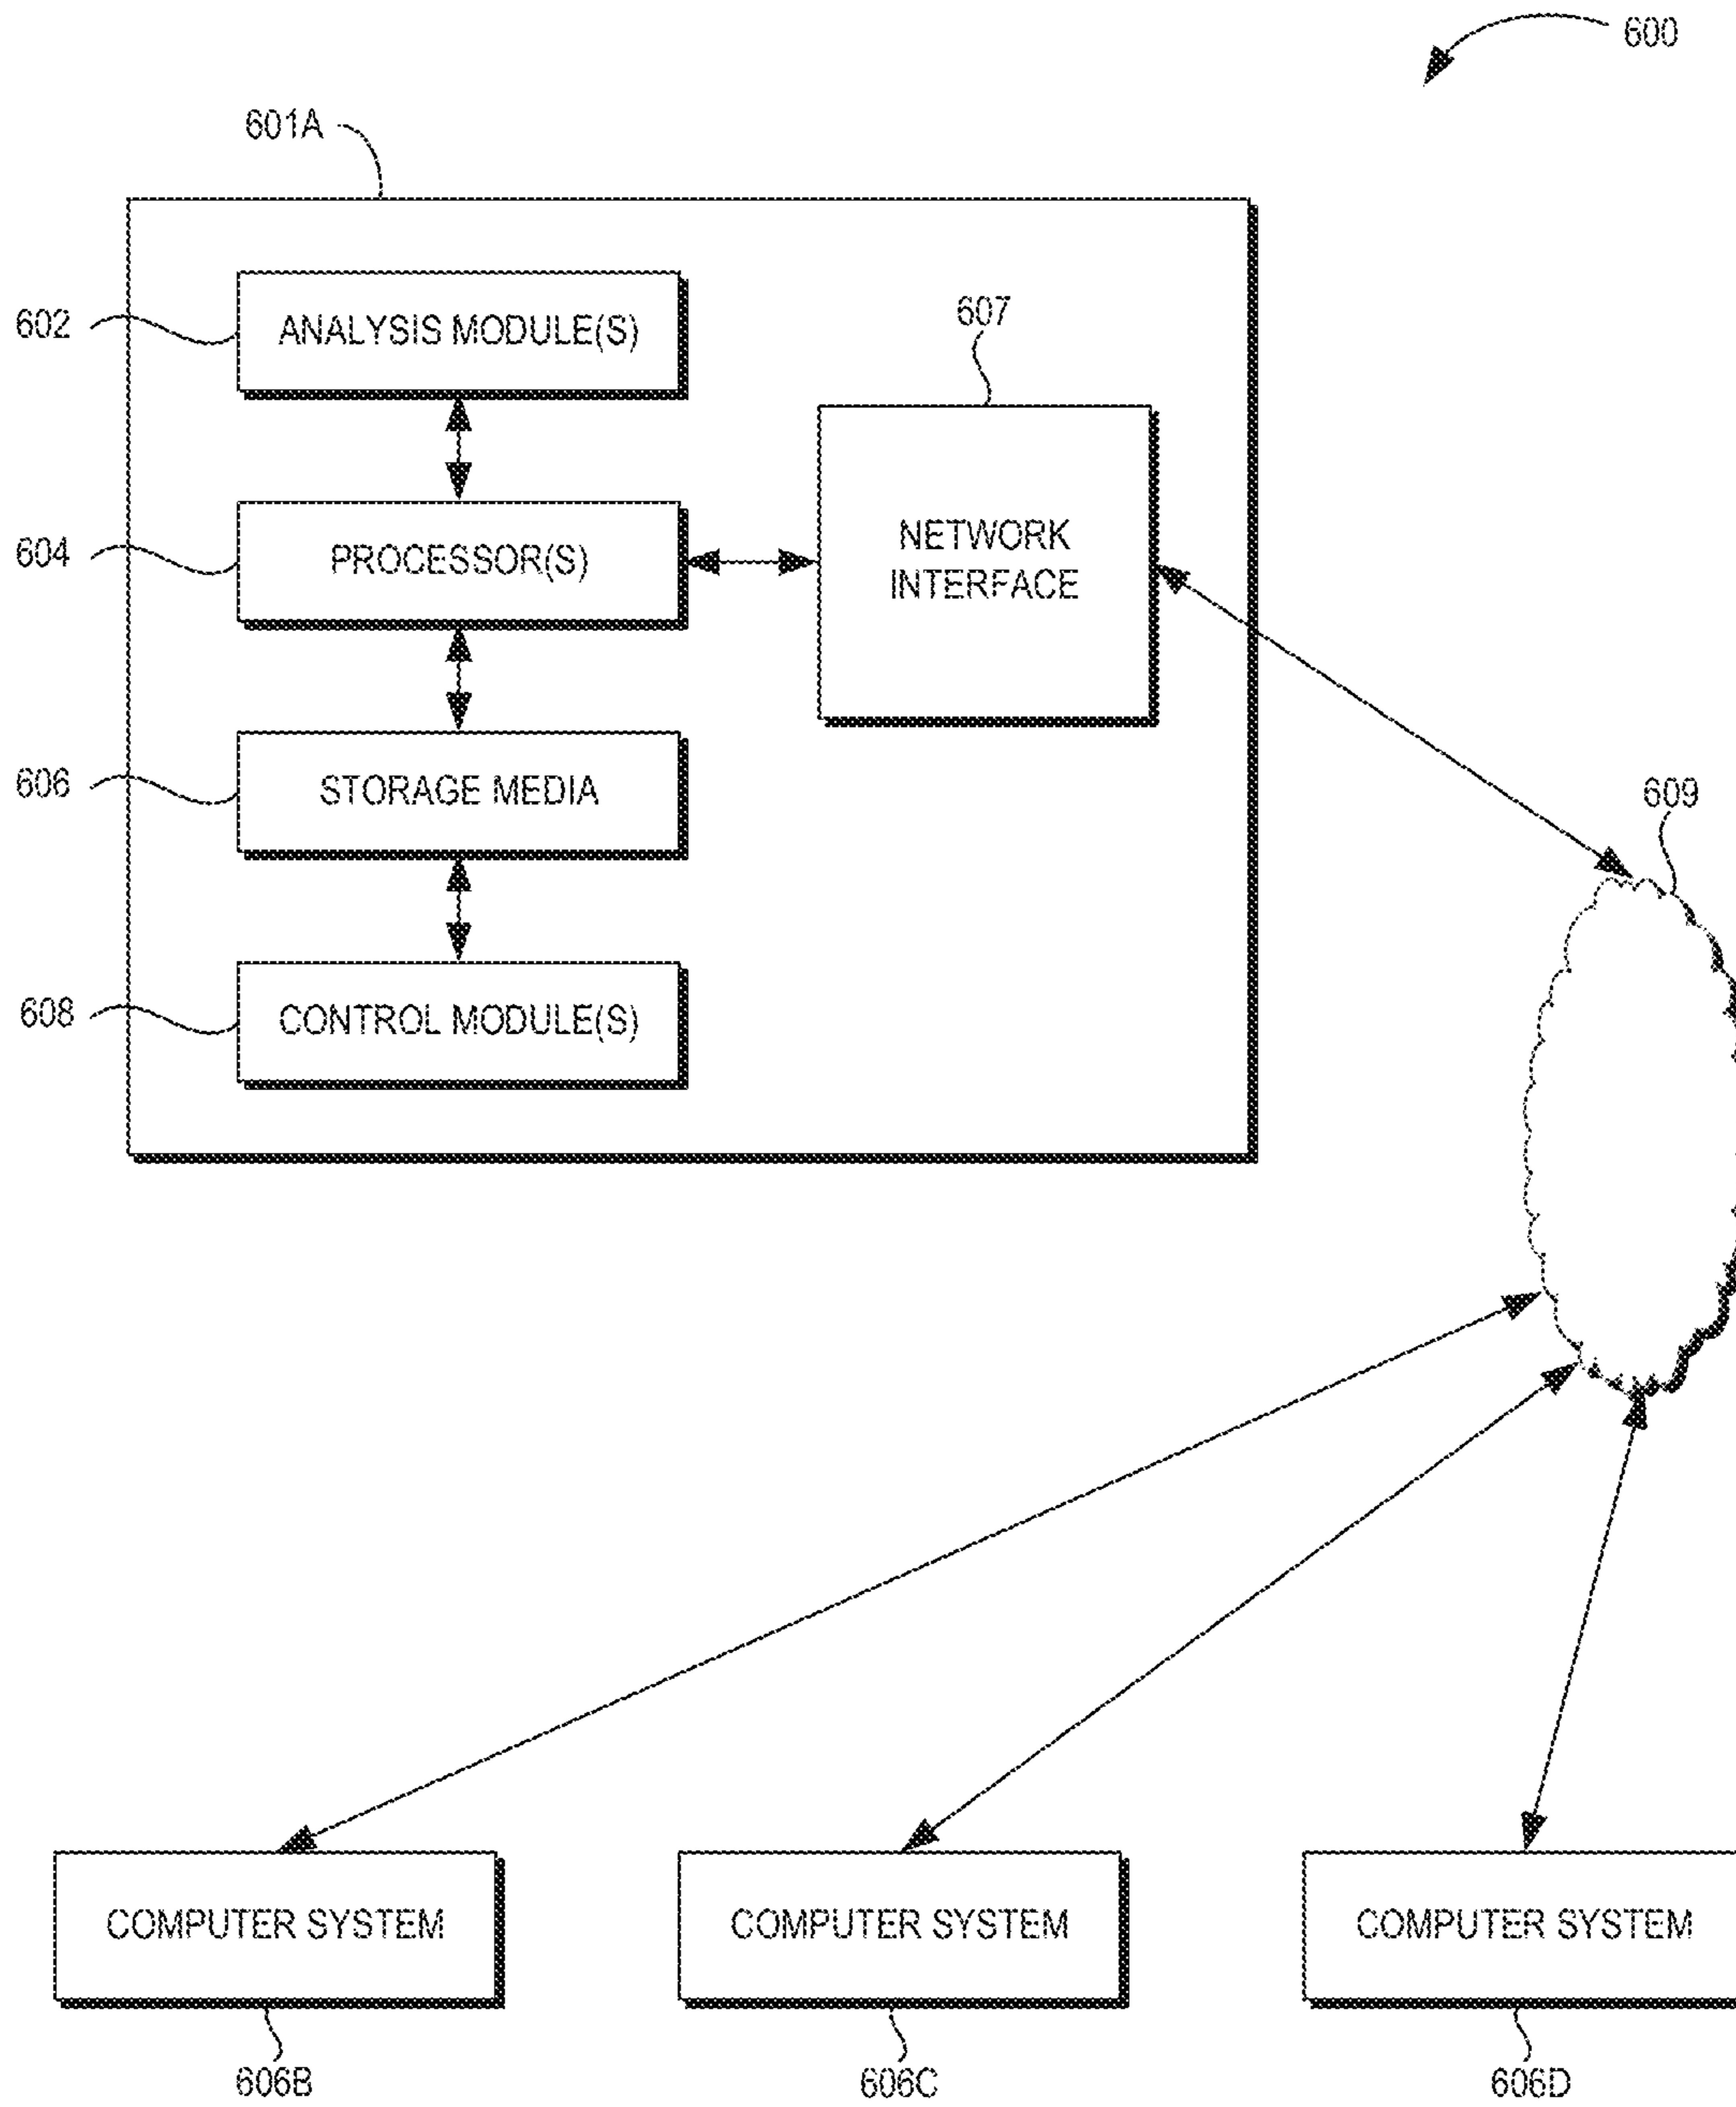 600
601A
602
ANALYSIS MODULE(S)
607
604
PROCESSOR(S)
NETWORK
INTERFACE
606
STORAGE MEDIA
609
608
CONTROL MODULE(S)
COMPUTER SYSTEM
COMPUTER SYSTEM
COMPUTER SYSTEM
606B
606C
606D